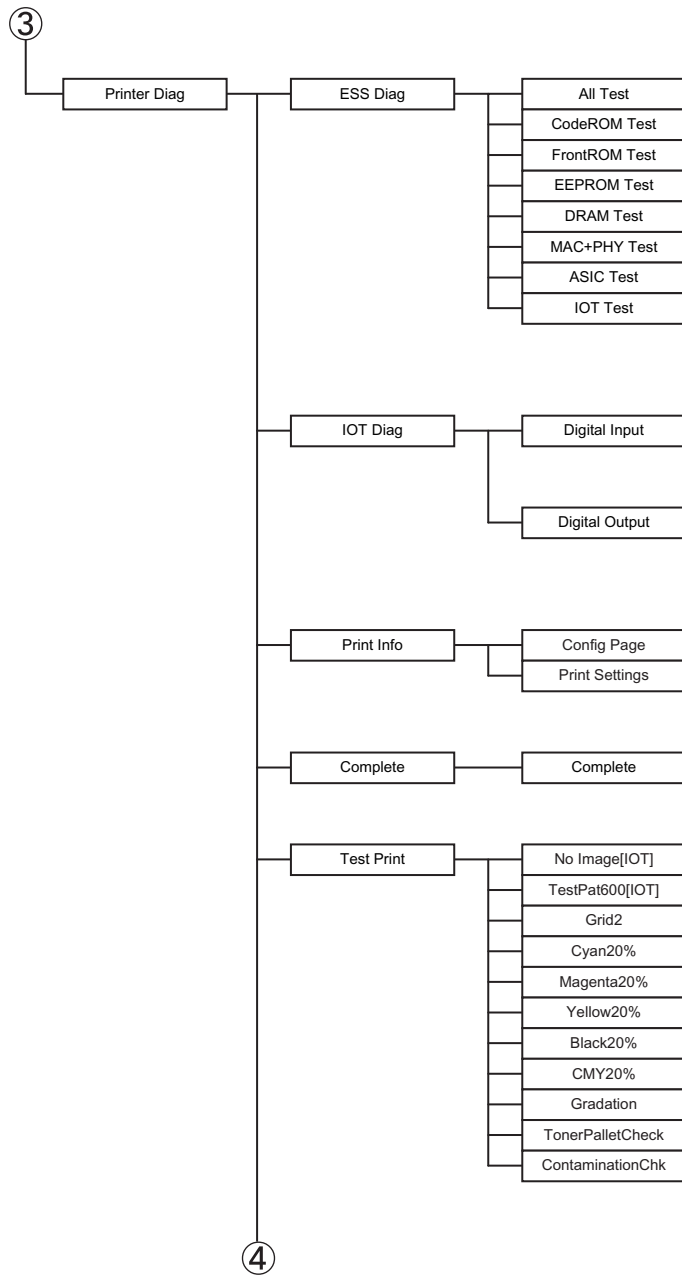 3
Printer Diag
ESS Diag
All Test
CodeROM Test
FrontROM Test
EEPROM Test
DRAM Test
MAC+PHY Test
ASIC Test
IOT Test
IOT Diag
Digital Input
Digital Output
Print Info
Config Page
Print Settings
Complete
Complete
Test Print
No Image[IOT]
TestPat600[IOT]
Grid2
Cyan20%
Magenta20%
Yellow20%
Black20%
CMY20%
Gradation
TonerPalletCheck
ContaminationChk
4